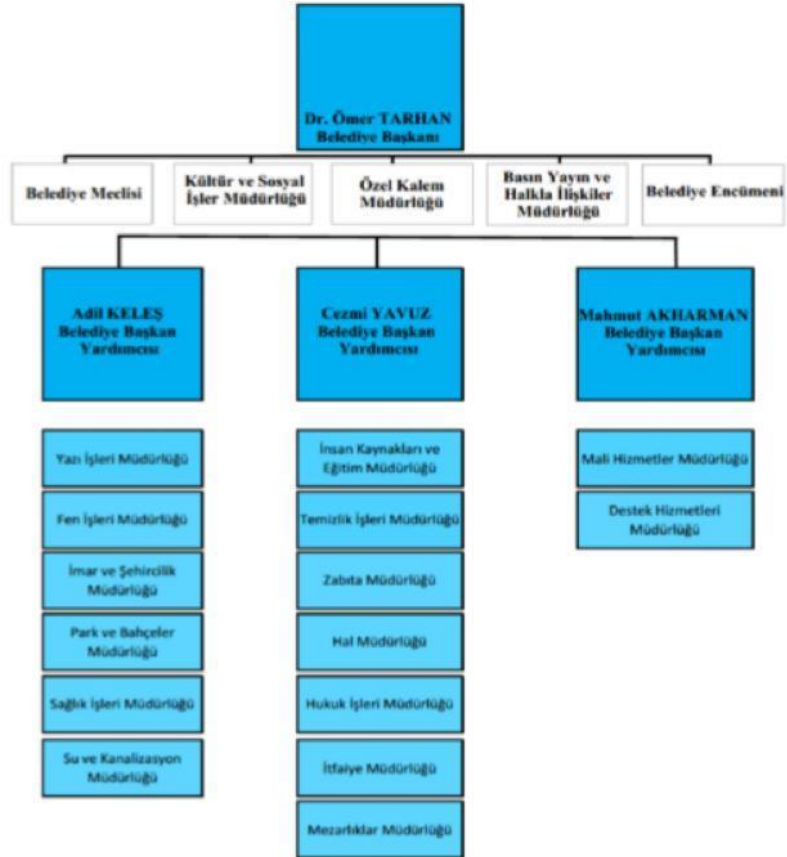 Dr. Ömer TARHAN
Belediye Başkanı
Belediye Meclisi
Kültür ve Sosyal
İşler Müdürlüğü
Özel Kalem
Müdürlüğü
Basın Yayın ve
Halkla İlişkiler
Müdürlüğü
Belediye Encümeni
Adil KELEŞ
Belediye Başkan
Yardımcısı
Cezmi YAVUZ
Belediye Başkan
Yardımcısı
Mahmut AKHARMAN
Belediye Başkan
Yardımcısı
Yazı İşleri Müdürlüğü
Fen İşleri Müdürlüğü
İmar ve Şehircilik
Müdürlüğü
Park ve Bahçeler
Müdürlüğü
Sağlık İşleri Müdürlüğü
Su ve Kanalizasyon
Müdürlüğü
İnsan Kaynakları ve
Eğitim Müdürlüğü
Temizlik İşleri Müdürlüğü
Zabıta Müdürlüğü
Hal Müdürlüğü
Hukuk İşleri Müdürlüğü
İtfaiye Müdürlüğü
Mezarlıklar Müdürlüğü
Mali Hizmetler Müdürlüğü
Destek Hizmetleri
Müdürlüğü